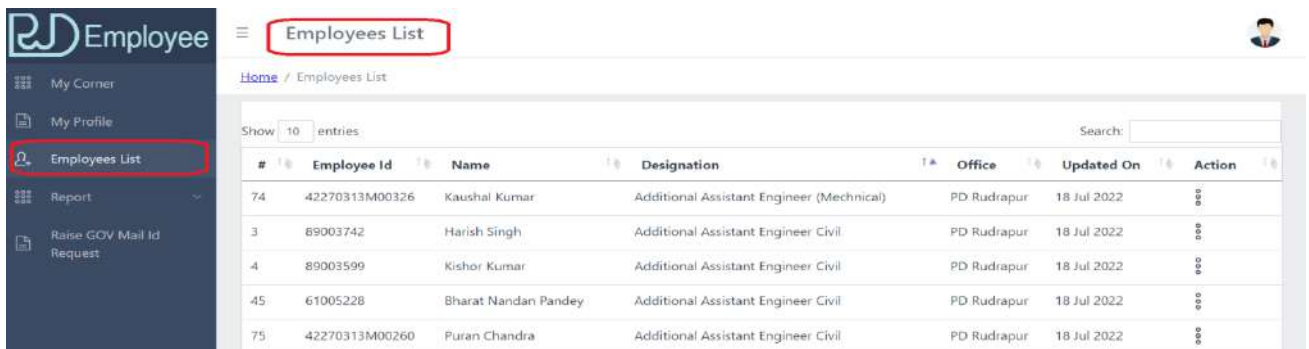 PJD Employee
Employees List
My Corner
Home / Employees List
My Profile
Show 10 entries Search:
Employees List
# Employee Id Name Designation Office Updated On Action
Report
74 42270313M00326 Kaushal Kumar Additional Assistant Engineer (Mechnical) PD Rudrapur 18 Jul 2022
Raise GOV Mail Id
Request
3 89003742 Harish Singh Additional Assistant Engineer Civil PD Rudrapur 18 Jul 2022
4 89003599 Kishor Kumar Additional Assistant Engineer Civil PD Rudrapur 18 Jul 2022
45 61005228 Bharat Nandan Pandey Additional Assistant Engineer Civil PD Rudrapur 18 Jul 2022
75 42270313M00260 Puran Chandra Additional Assistant Engineer Civil PD Rudrapur 18 Jul 2022